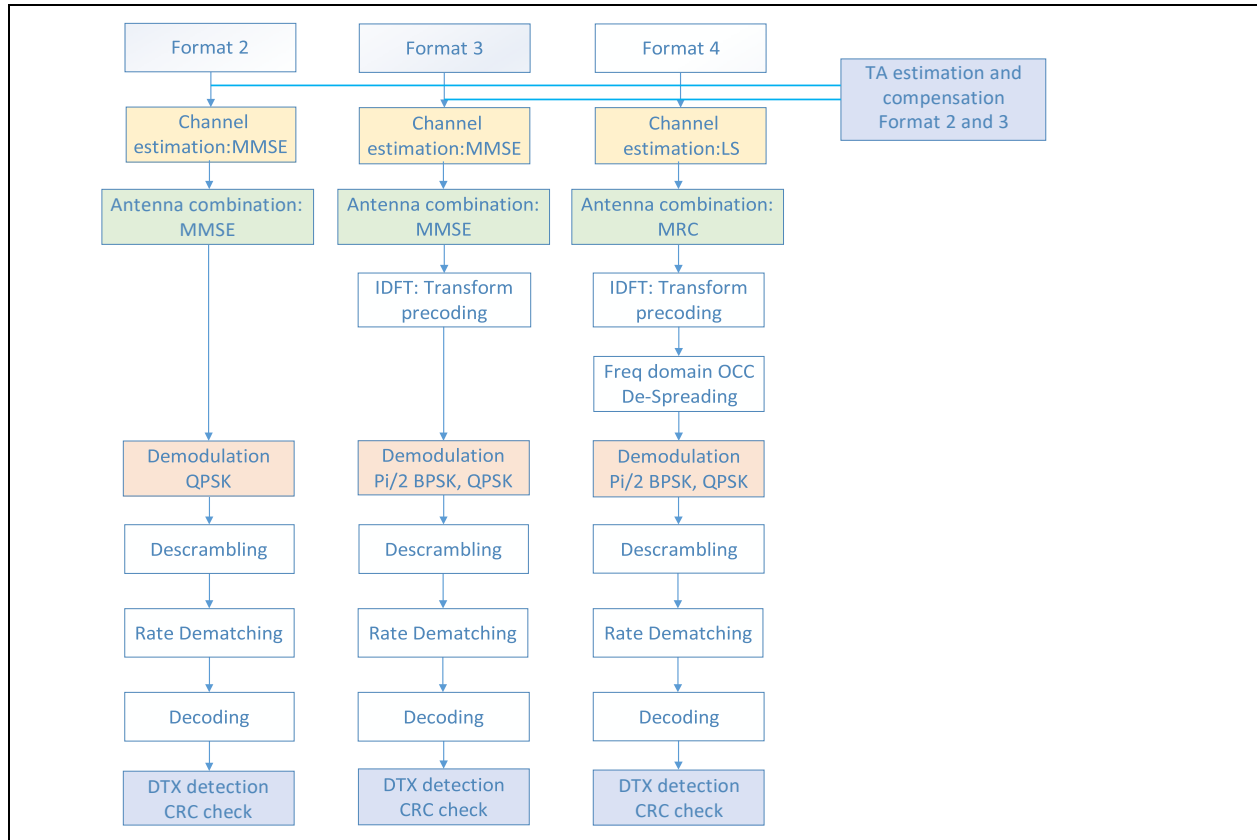 Format 2
Format 3
Format 4
TA estimation and
compensation
Format 2 and 3
Channel
estimation:MMSE
Channel
estimation:MMSE
Channel
estimation:LS
Antenna combination:
MMSE
Antenna combination:
MMSE
Antenna combination:
MRC
IDFT: Transform
precoding
IDFT: Transform
precoding
Freq domain OCC
De-Spreading
Demodulation
QPSK
Demodulation
Pi/2 BPSK, QPSK
Demodulation
Pi/2 BPSK, QPSK
Descrambling
Descrambling
Descrambling
Rate Dematching
Rate Dematching
Rate Dematching
Decoding
Decoding
Decoding
DTX detection
CRC check
DTX detection
CRC check
DTX detection
CRC check